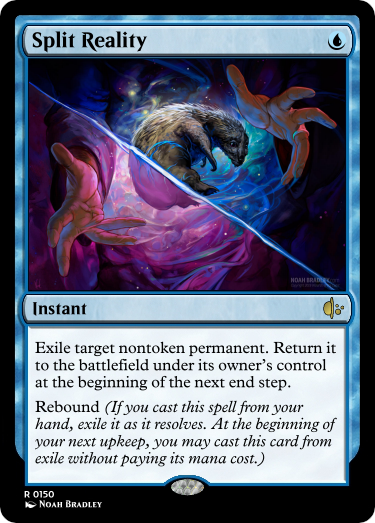 Split Reality
NOAH BRADLEY
Instant
Exile target nontoken permanent. Return it
to the battlefield under its owner's control
at the beginning of the next end step.
Rebound (If you cast this spell from your
hand, exile it as it resolves. At the beginning of
your next upkeep, you may cast this card from
exile without paying its mana cost.)
R 0150
Noah Bradley